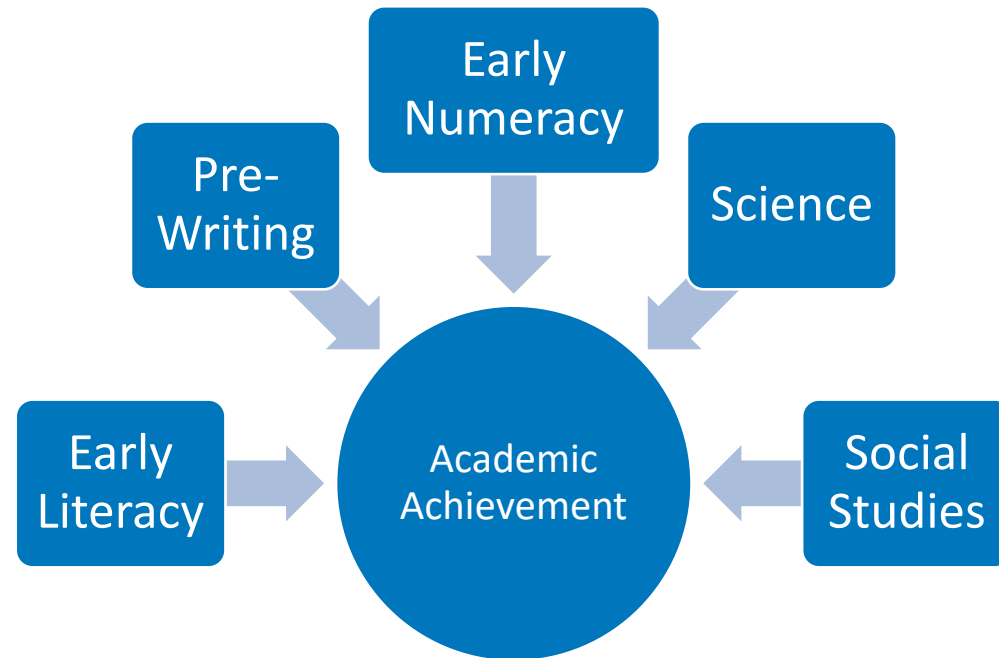 Early
Numeracy
Pre-
Writing
Science
Early
Literacy
Academic
Achievement
Social
Studies